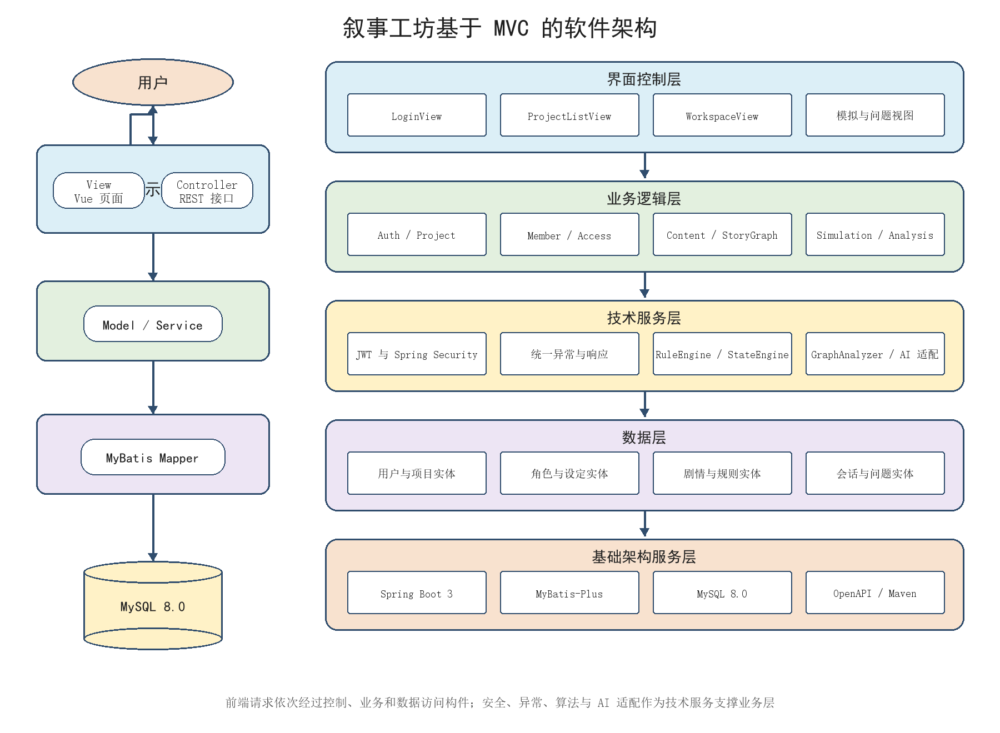 叙事工坊基于 MVC 的软件架构
用户
View
Vue 页面
示
Controller
REST 接口
Model / Service
MyBatis Mapper
MySQL 8.0
界面控制层
LoginView
ProjectListView
WorkspaceView
模拟与问题视图
业务逻辑层
Auth / Project
Member / Access
Content / StoryGraph
Simulation / Analysis
技术服务层
JWT 与 Spring Security
统一异常与响应
RuleEngine / StateEngine
GraphAnalyzer / AI 适配
数据层
用户与项目实体
角色与设定实体
剧情与规则实体
会话与问题实体
基础架构服务层
Spring Boot 3
MyBatis-Plus
MySQL 8.0
OpenAPI / Maven
前端请求依次经过控制、业务和数据访问构件；安全、异常、算法与 AI 适配作为技术服务支撑业务层